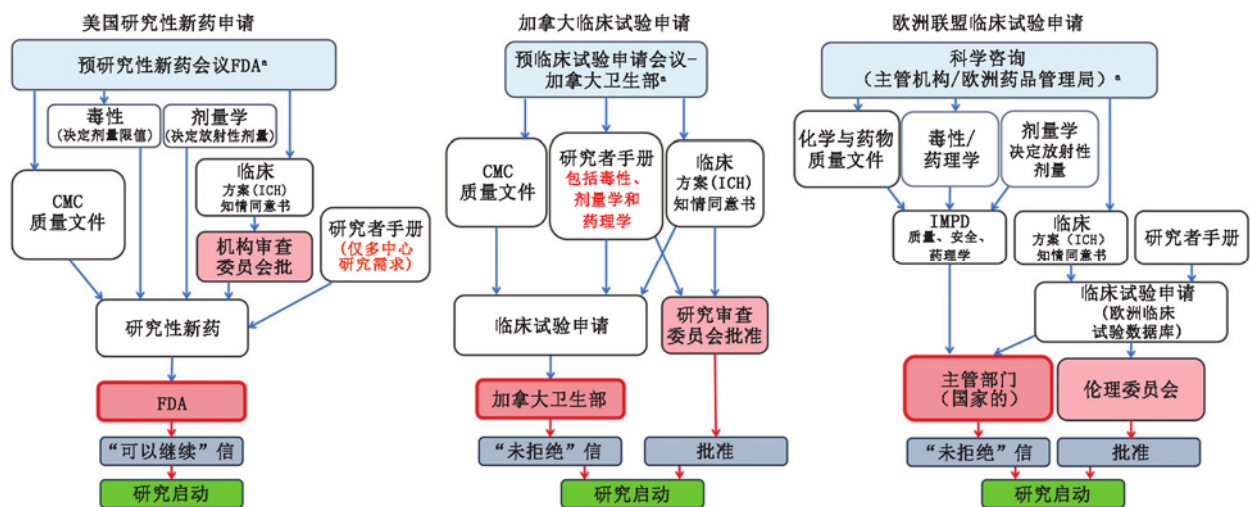 美国研究性新药申请
预研究性新药会议FDAᵃ
毒性
(决定剂量限值)
剂量学
(决定放射性剂量)
CMC
质量文件
临床
方案(ICH)
知情同意书
机构审查
委员会批
研究者手册
(仅多中心
研究需求)
研究性新药
FDA
“可以继续”信
研究启动
加拿大临床试验申请
预临床试验申请会议-
加拿大卫生部ᵃ
CMC
质量文件
研究者手册
包括毒性、
剂量学和
药理学
临床
方案(ICH)
知情同意书
临床试验申请
研究审查
委员会批准
加拿大卫生部
“未拒绝”信
批准
研究启动
欧洲联盟临床试验申请
科学咨询
(主管机构/欧洲药品管理局)ᵃ
化学与药物
质量文件
毒性/
药理学
剂量学
决定放射性
剂量
IMPD
质量、安全、
药理学
临床
方案(ICH)
知情同意书
研究者手册
临床试验申请
(欧洲临床
试验数据库)
主管部门
(国家的)
伦理委员会
“未拒绝”信
批准
研究启动